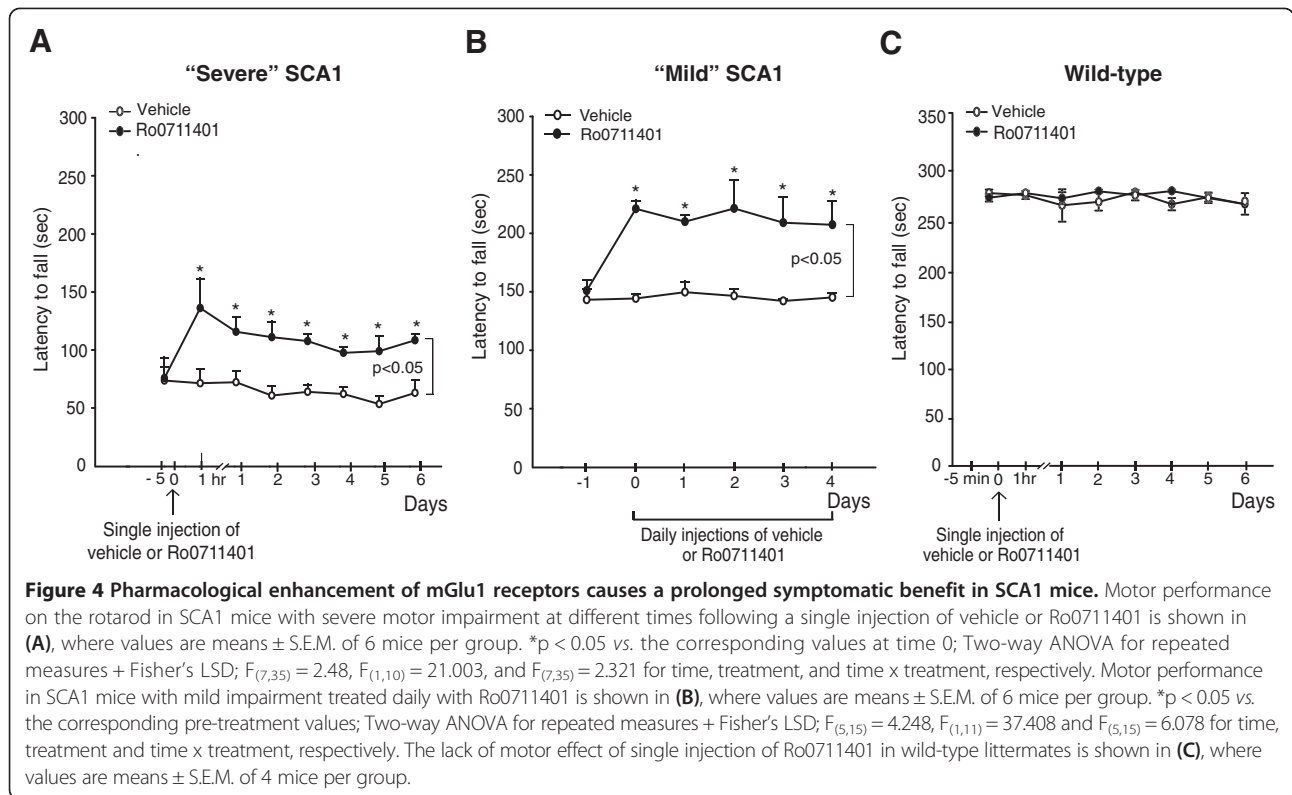 A
"Severe" SCA1
Vehicle
Ro0711401
300
250
200
150
100
50
0
Latency to fall (sec)
*
*
*
*
*
*
*
p<0.05
- 5 0 1 hr 1 2 3 4 5 6
Days
Single injection of
vehicle or Ro0711401
B
"Mild" SCA1
Vehicle
Ro0711401
300
250
200
150
100
50
0
Latency to fall (sec)
*
*
*
*
*
p<0.05
-1 0 1 2 3 4
Days
Daily injections of vehicle
or Ro0711401
C
Wild-type
Vehicle
Ro0711401
350
300
250
200
150
100
50
0
Latency to fall (sec)
-5 min 0 1hr 1 2 3 4 5 6
Days
Single injection of
vehicle or Ro0711401
Figure 4 Pharmacological enhancement of mGlu1 receptors causes a prolonged symptomatic benefit in SCA1 mice. Motor performance
on the rotarod in SCA1 mice with severe motor impairment at different times following a single injection of vehicle or Ro0711401 is shown in
(A), where values are means ± S.E.M. of 6 mice per group. *p < 0.05 vs. the corresponding values at time 0; Two-way ANOVA for repeated
measures + Fisher's LSD; F(7,35) = 2.48, F(1,10) = 21.003, and F(7,35) = 2.321 for time, treatment, and time x treatment, respectively. Motor performance
in SCA1 mice with mild impairment treated daily with Ro0711401 is shown in (B), where values are means ± S.E.M. of 6 mice per group. *p < 0.05 vs.
the corresponding pre-treatment values; Two-way ANOVA for repeated measures + Fisher's LSD; F(5,15) = 4.248, F(1,11) = 37.408 and F(5,15) = 6.078 for time,
treatment and time x treatment, respectively. The lack of motor effect of single injection of Ro0711401 in wild-type littermates is shown in (C), where
values are means ± S.E.M. of 4 mice per group.